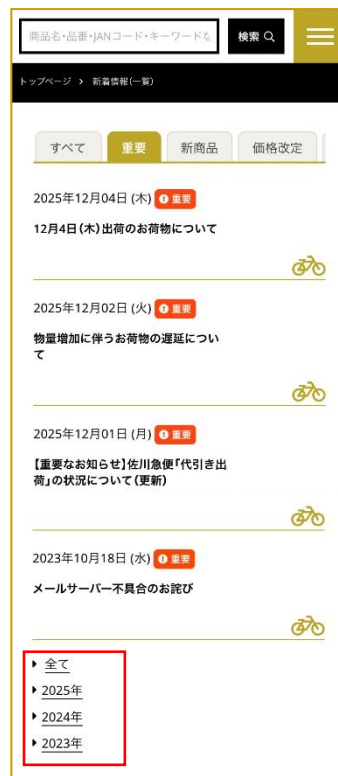 商品名・品番・JANコード・キーワードな
検索
トップページ > 新着情報(一覧)
すべて 重要 新商品 価格改定
2025年12月04日 (木) 重要
12月4日(木)出荷のお荷物について
2025年12月02日 (火) 重要
物量増加に伴うお荷物の遅延につい
て
2025年12月01日 (月) 重要
【重要なお知らせ】佐川急便「代引き出
荷」の状況について(更新)
2023年10月18日 (水) 重要
メールサーバー不具合のお詫び
全て
2025年
2024年
2023年